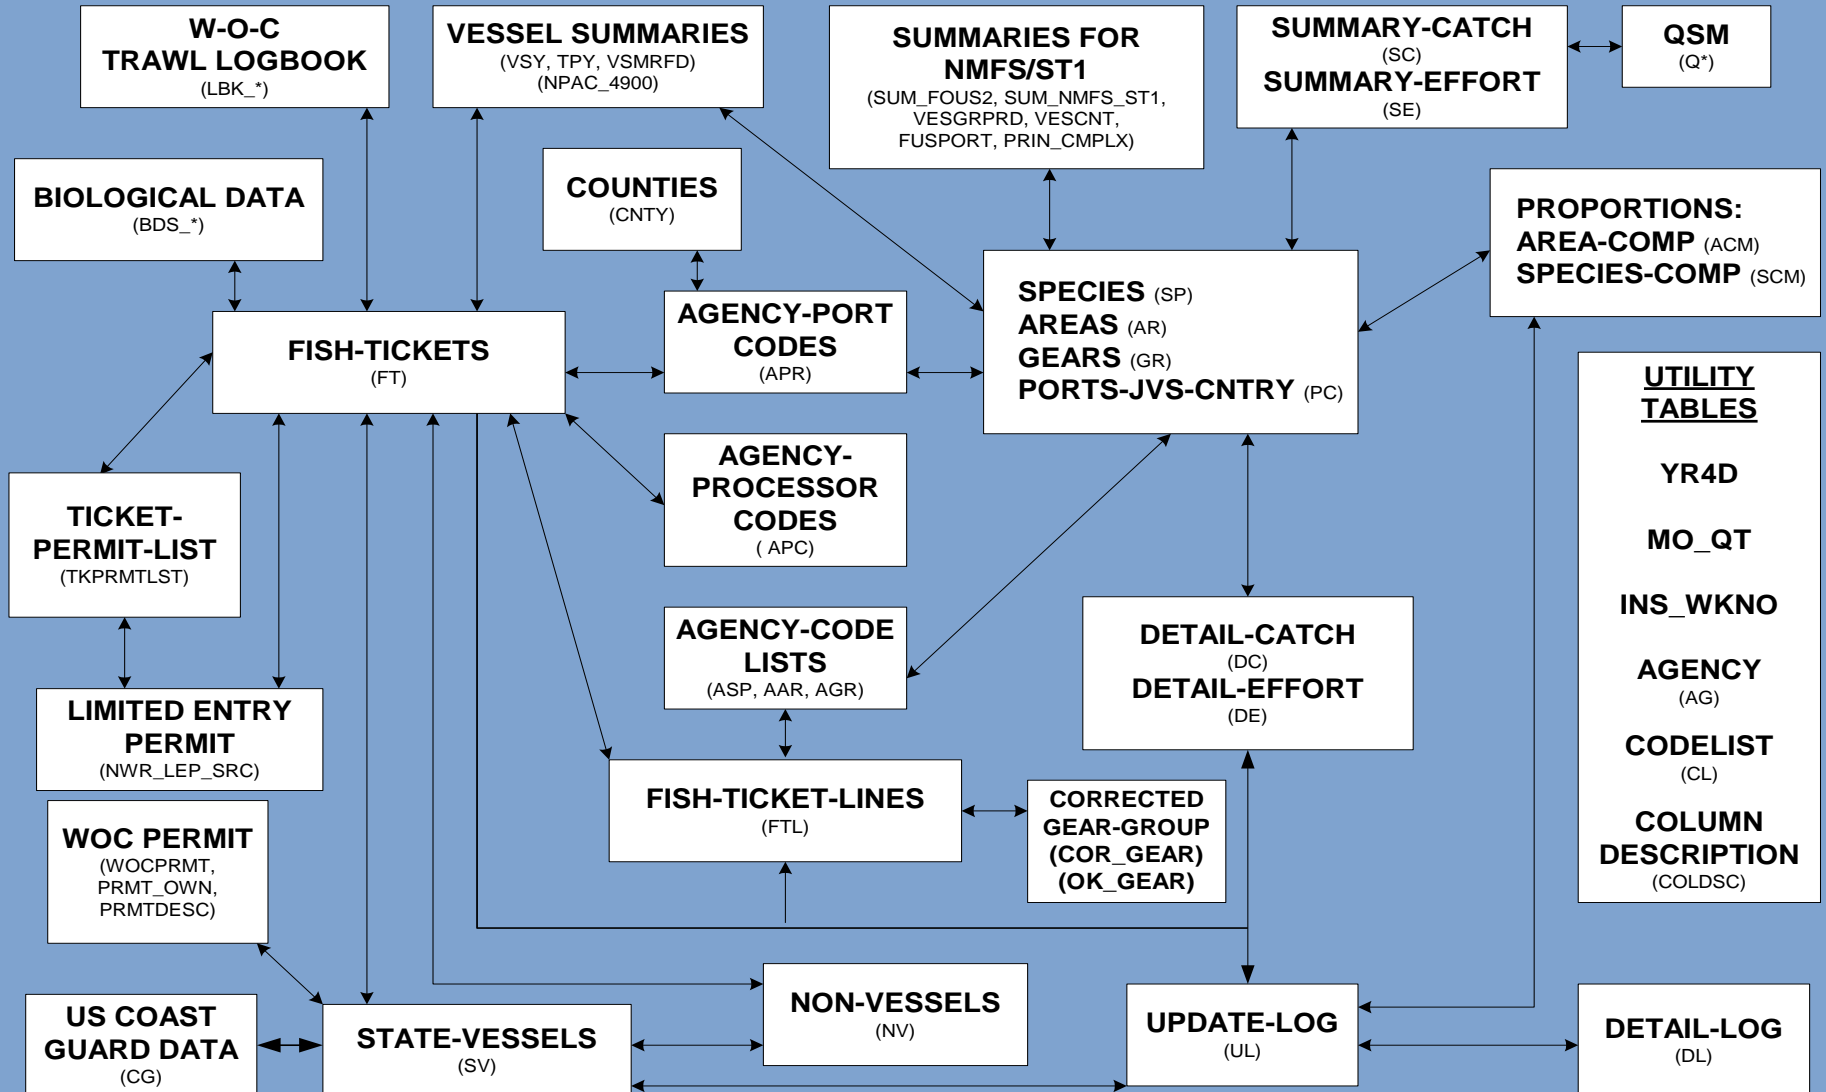 W-O-C
TRAWL LOGBOOK
(LBK_*)
VESSEL SUMMARIES
(VSY, TPY, VSMRFD)
(NPAC_4900)
SUMMARIES FOR
NMFS/ST1
(SUM_FOUS2, SUM_NMFS_ST1,
VESGRPRD, VESCNT,
FUSPORT, PRIN_CMPLX)
SUMMARY-CATCH
(SC)
SUMMARY-EFFORT
(SE)
QSM
(Q*)
BIOLOGICAL DATA
(BDS_*)
COUNTIES
(CNTY)
PROPORTIONS:
AREA-COMP (ACM)
SPECIES-COMP (SCM)
FISH-TICKETS
(FT)
AGENCY-PORT
CODES
(APR)
SPECIES (SP)
AREAS (AR)
GEARS (GR)
PORTS-JVS-CNTRY (PC)
UTILITY
TABLES
YR4D
MO_QT
INS_WKNO
AGENCY
(AG)
CODELIST
(CL)
COLUMN
DESCRIPTION
(COLDSC)
AGENCY-
PROCESSOR
CODES
( APC)
TICKET-
PERMIT-LIST
(TKPRMTLST)
AGENCY-CODE
LISTS
(ASP, AAR, AGR)
DETAIL-CATCH
(DC)
DETAIL-EFFORT
(DE)
LIMITED ENTRY
PERMIT
(NWR_LEP_SRC)
FISH-TICKET-LINES
(FTL)
CORRECTED
GEAR-GROUP
(COR_GEAR)
(OK_GEAR)
WOC PERMIT
(WOCPRMT,
PRMT_OWN,
PRMTDESC)
US COAST
GUARD DATA
(CG)
STATE-VESSELS
(SV)
NON-VESSELS
(NV)
UPDATE-LOG
(UL)
DETAIL-LOG
(DL)